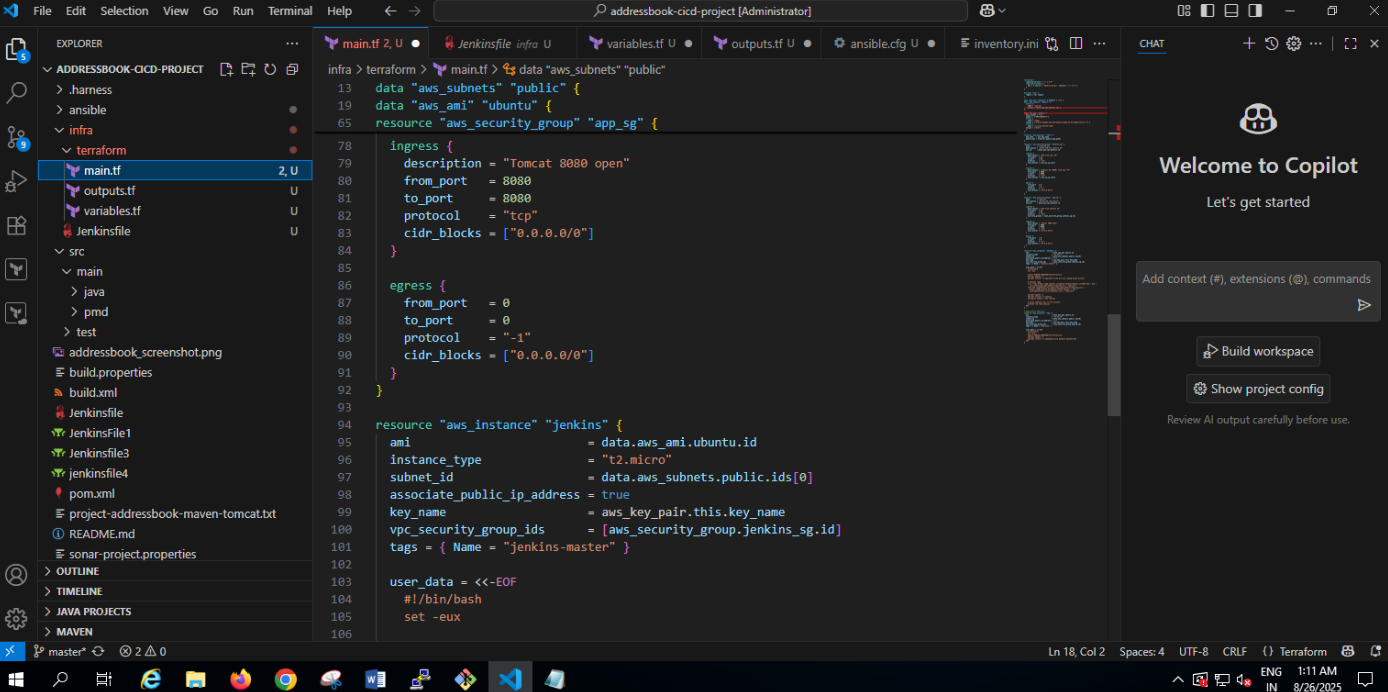 File Edit Selection View Go Run Terminal Help
addressbook-cicd-project [Administrator]
EXPLORER
main.tf 2, U
Jenkinsfile infra U
variables.tf U
outputs.tf U
ansible.cfg U
inventory.ini
CHAT
ADDRESSBOOK-CICD-PROJECT
infra > terraform > main.tf > data "aws_subnets" "public"
5
9
.harness
ansible
infra
terraform
main.tf 2, U
outputs.tf U
variables.tf U
Jenkinsfile U
src
main
java
pmd
test
addressbook_screenshot.png
build.properties
build.xml
Jenkinsfile
JenkinsFile1
Jenkinsfile3
jenkinsfile4
pom.xml
project-addressbook-maven-tomcat.txt
README.md
sonar-project.properties
OUTLINE
TIMELINE
JAVA PROJECTS
MAVEN
13 data "aws_subnets" "public" {
19 data "aws_ami" "ubuntu" {
65 resource "aws_security_group" "app_sg" {
78 ingress {
79 description = "Tomcat 8080 open"
80 from_port = 8080
81 to_port = 8080
82 protocol = "tcp"
83 cidr_blocks = ["0.0.0.0/0"]
84 }
85
86 egress {
87 from_port = 0
88 to_port = 0
89 protocol = "-1"
90 cidr_blocks = ["0.0.0.0/0"]
91 }
92 }
93
94 resource "aws_instance" "jenkins" {
95 ami = data.aws_ami.ubuntu.id
96 instance_type = "t2.micro"
97 subnet_id = data.aws_subnets.public.ids[0]
98 associate_public_ip_address = true
99 key_name = aws_key_pair.this.key_name
100 vpc_security_group_ids = [aws_security_group.jenkins_sg.id]
101 tags = { Name = "jenkins-master" }
102
103 user_data = <<-EOF
104 #!/bin/bash
105 set -eux
106
Welcome to Copilot
Let's get started
Add context (#), extensions (@), commands
Build workspace
Show project config
Review AI output carefully before use.
master* 2 0
Ln 18, Col 2 Spaces: 4 UTF-8 CRLF {} Terraform
ENG
IN
1:11 AM
8/26/2025